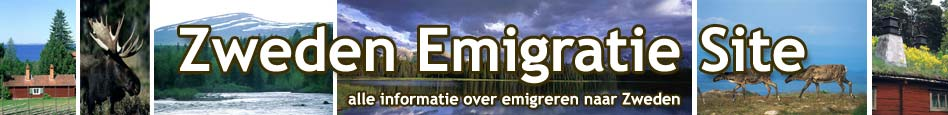 Zweden Emigratie Site
alle informatie over emigreren naar Zweden